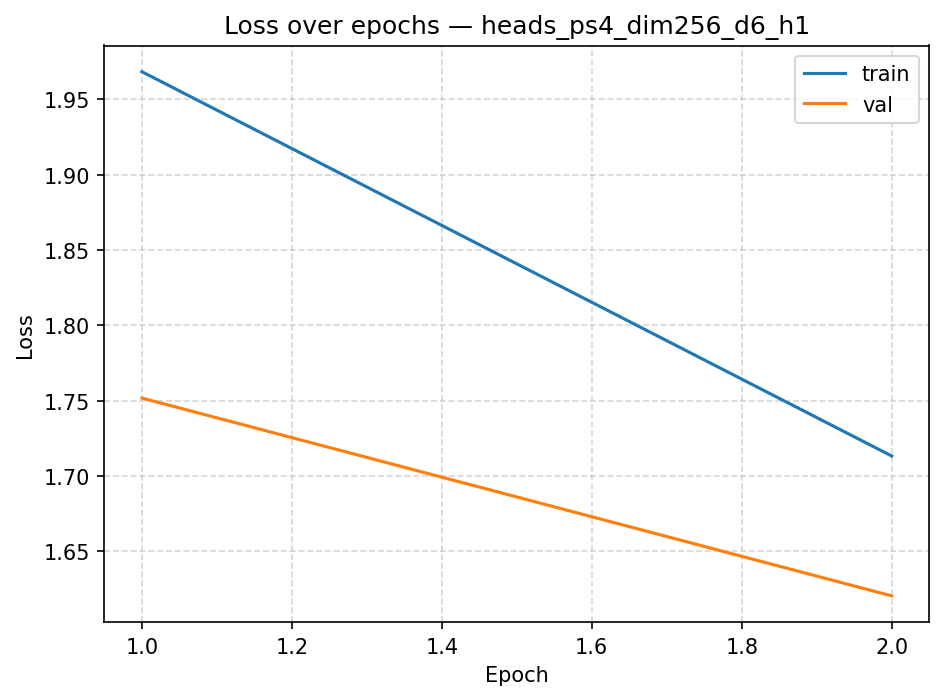 Loss over epochs — heads_ps4_dim256_d6_h1
train
val
Loss
1.95
1.90
1.85
1.80
1.75
1.70
1.65
1.0 1.2 1.4 1.6 1.8 2.0
Epoch